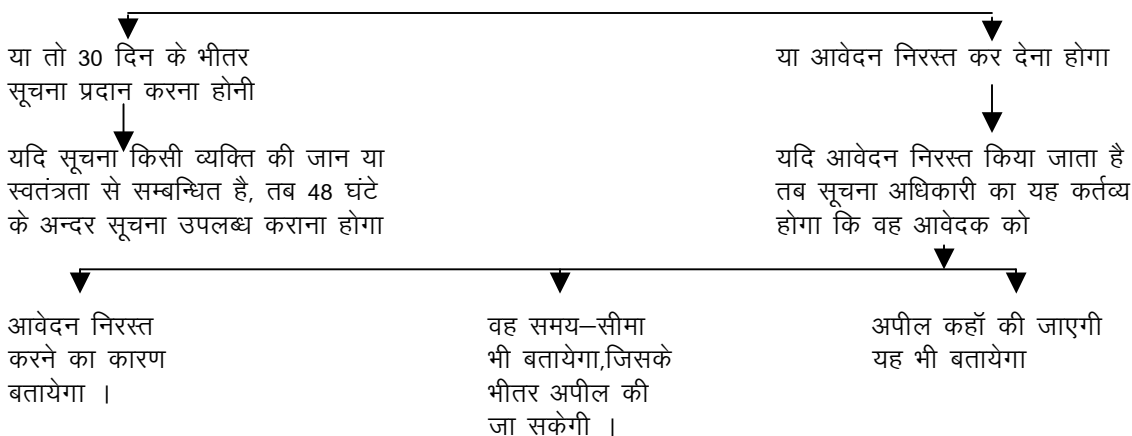 या तो 30 दिन के भीतर
सूचना प्रदान करना होनी
या आवेदन निरस्त कर देना होगा
यदि सूचना किसी व्यक्ति की जान या
स्वतंत्रता से सम्बन्धित है, तब 48 घंटे
के अन्दर सूचना उपलब्ध कराना होगा
यदि आवेदन निरस्त किया जाता है
तब सूचना अधिकारी का यह कर्तव्य
होगा कि वह आवेदक को
आवेदन निरस्त
करने का कारण
बतायेगा ।
वह समय–सीमा
भी बतायेगा,जिसके
भीतर अपील की
जा सकेगी ।
अपील कहॉ की जाएगी
यह भी बतायेगा